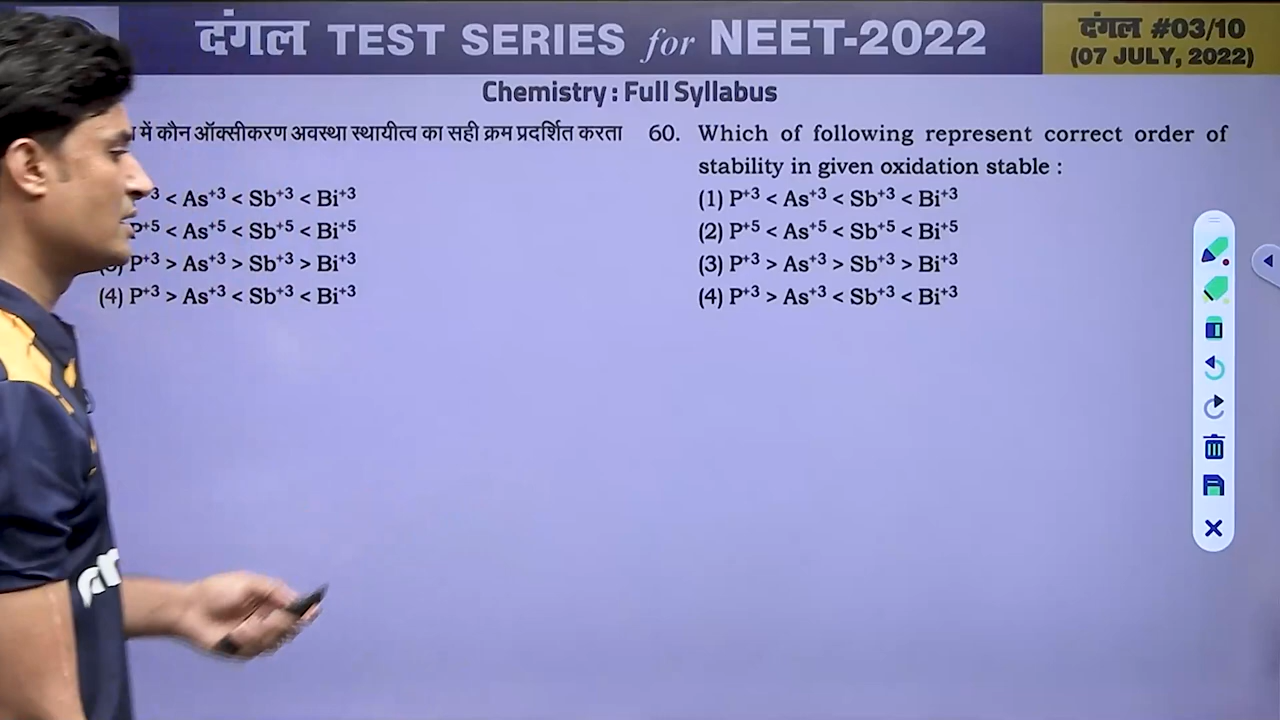 दंगल TEST SERIES for NEET-2022
दंगल #03/10
(07 JULY, 2022)
Chemistry : Full Syllabus
में कौन ऑक्सीकरण अवस्था स्थायीत्व का सही क्रम प्रदर्शित करता
⁺³ < As⁺³ < Sb⁺³ < Bi⁺³
P⁺⁵ < As⁺⁵ < Sb⁺⁵ < Bi⁺⁵
(3) P⁺³ > As⁺³ > Sb⁺³ > Bi⁺³
(4) P⁺³ > As⁺³ < Sb⁺³ < Bi⁺³
60. Which of following represent correct order of
stability in given oxidation stable :
(1) P⁺³ < As⁺³ < Sb⁺³ < Bi⁺³
(2) P⁺⁵ < As⁺⁵ < Sb⁺⁵ < Bi⁺⁵
(3) P⁺³ > As⁺³ > Sb⁺³ > Bi⁺³
(4) P⁺³ > As⁺³ < Sb⁺³ < Bi⁺³